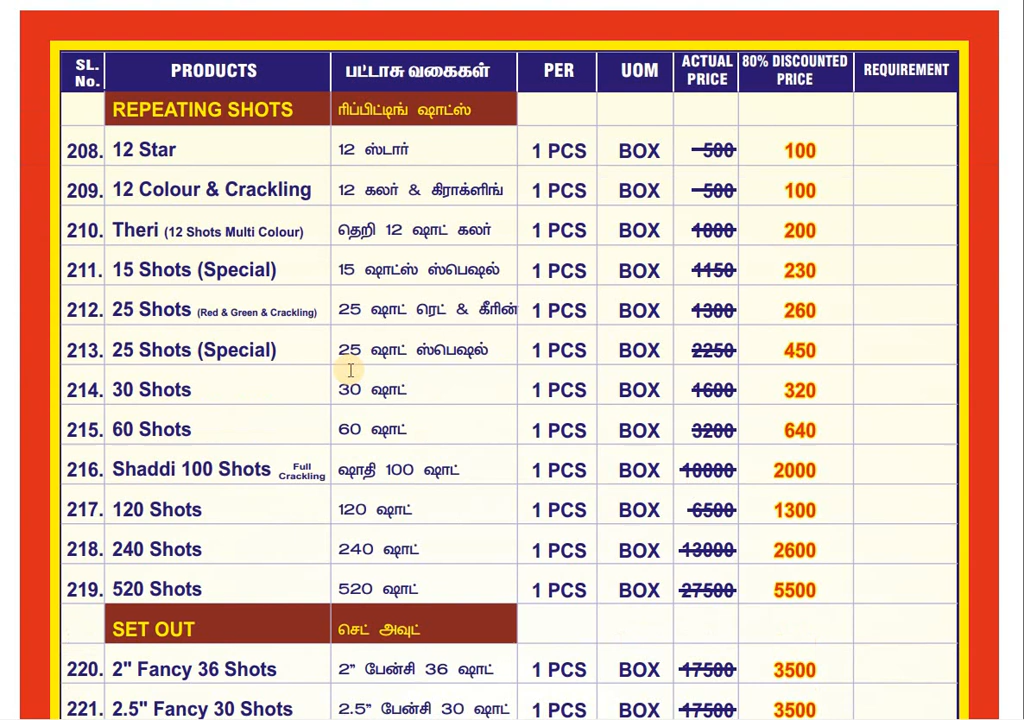 SL. No. PRODUCTS பட்டாசு வகைகள் PER UOM ACTUAL PRICE 80% DISCOUNTED PRICE REQUIREMENT
REPEATING SHOTS ரிப்பிட்டிங் ஷாட்ஸ்
208. 12 Star 12 ஸ்டார் 1 PCS BOX 500 100
209. 12 Colour & Crackling 12 கலர் & கிராக்ளிங் 1 PCS BOX 500 100
210. Theri (12 Shots Multi Colour) தெறி 12 ஷாட் கலர் 1 PCS BOX 1000 200
211. 15 Shots (Special) 15 ஷாட்ஸ் ஸ்பெஷல் 1 PCS BOX 1150 230
212. 25 Shots (Red & Green & Crackling) 25 ஷாட் ரெட் & கீரின் 1 PCS BOX 1300 260
213. 25 Shots (Special) 25 ஷாட் ஸ்பெஷல் 1 PCS BOX 2250 450
214. 30 Shots 30 ஷாட் 1 PCS BOX 1600 320
215. 60 Shots 60 ஷாட் 1 PCS BOX 3200 640
216. Shaddi 100 Shots Full Crackling ஷாதி 100 ஷாட் 1 PCS BOX 10000 2000
217. 120 Shots 120 ஷாட் 1 PCS BOX 6500 1300
218. 240 Shots 240 ஷாட் 1 PCS BOX 13000 2600
219. 520 Shots 520 ஷாட் 1 PCS BOX 27500 5500
SET OUT செட் அவுட்
220. 2" Fancy 36 Shots 2” பேன்சி 36 ஷாட் 1 PCS BOX 17500 3500
221. 2.5" Fancy 30 Shots 2.5” பேன்சி 30 ஷாட் 1 PCS BOX 17500 3500